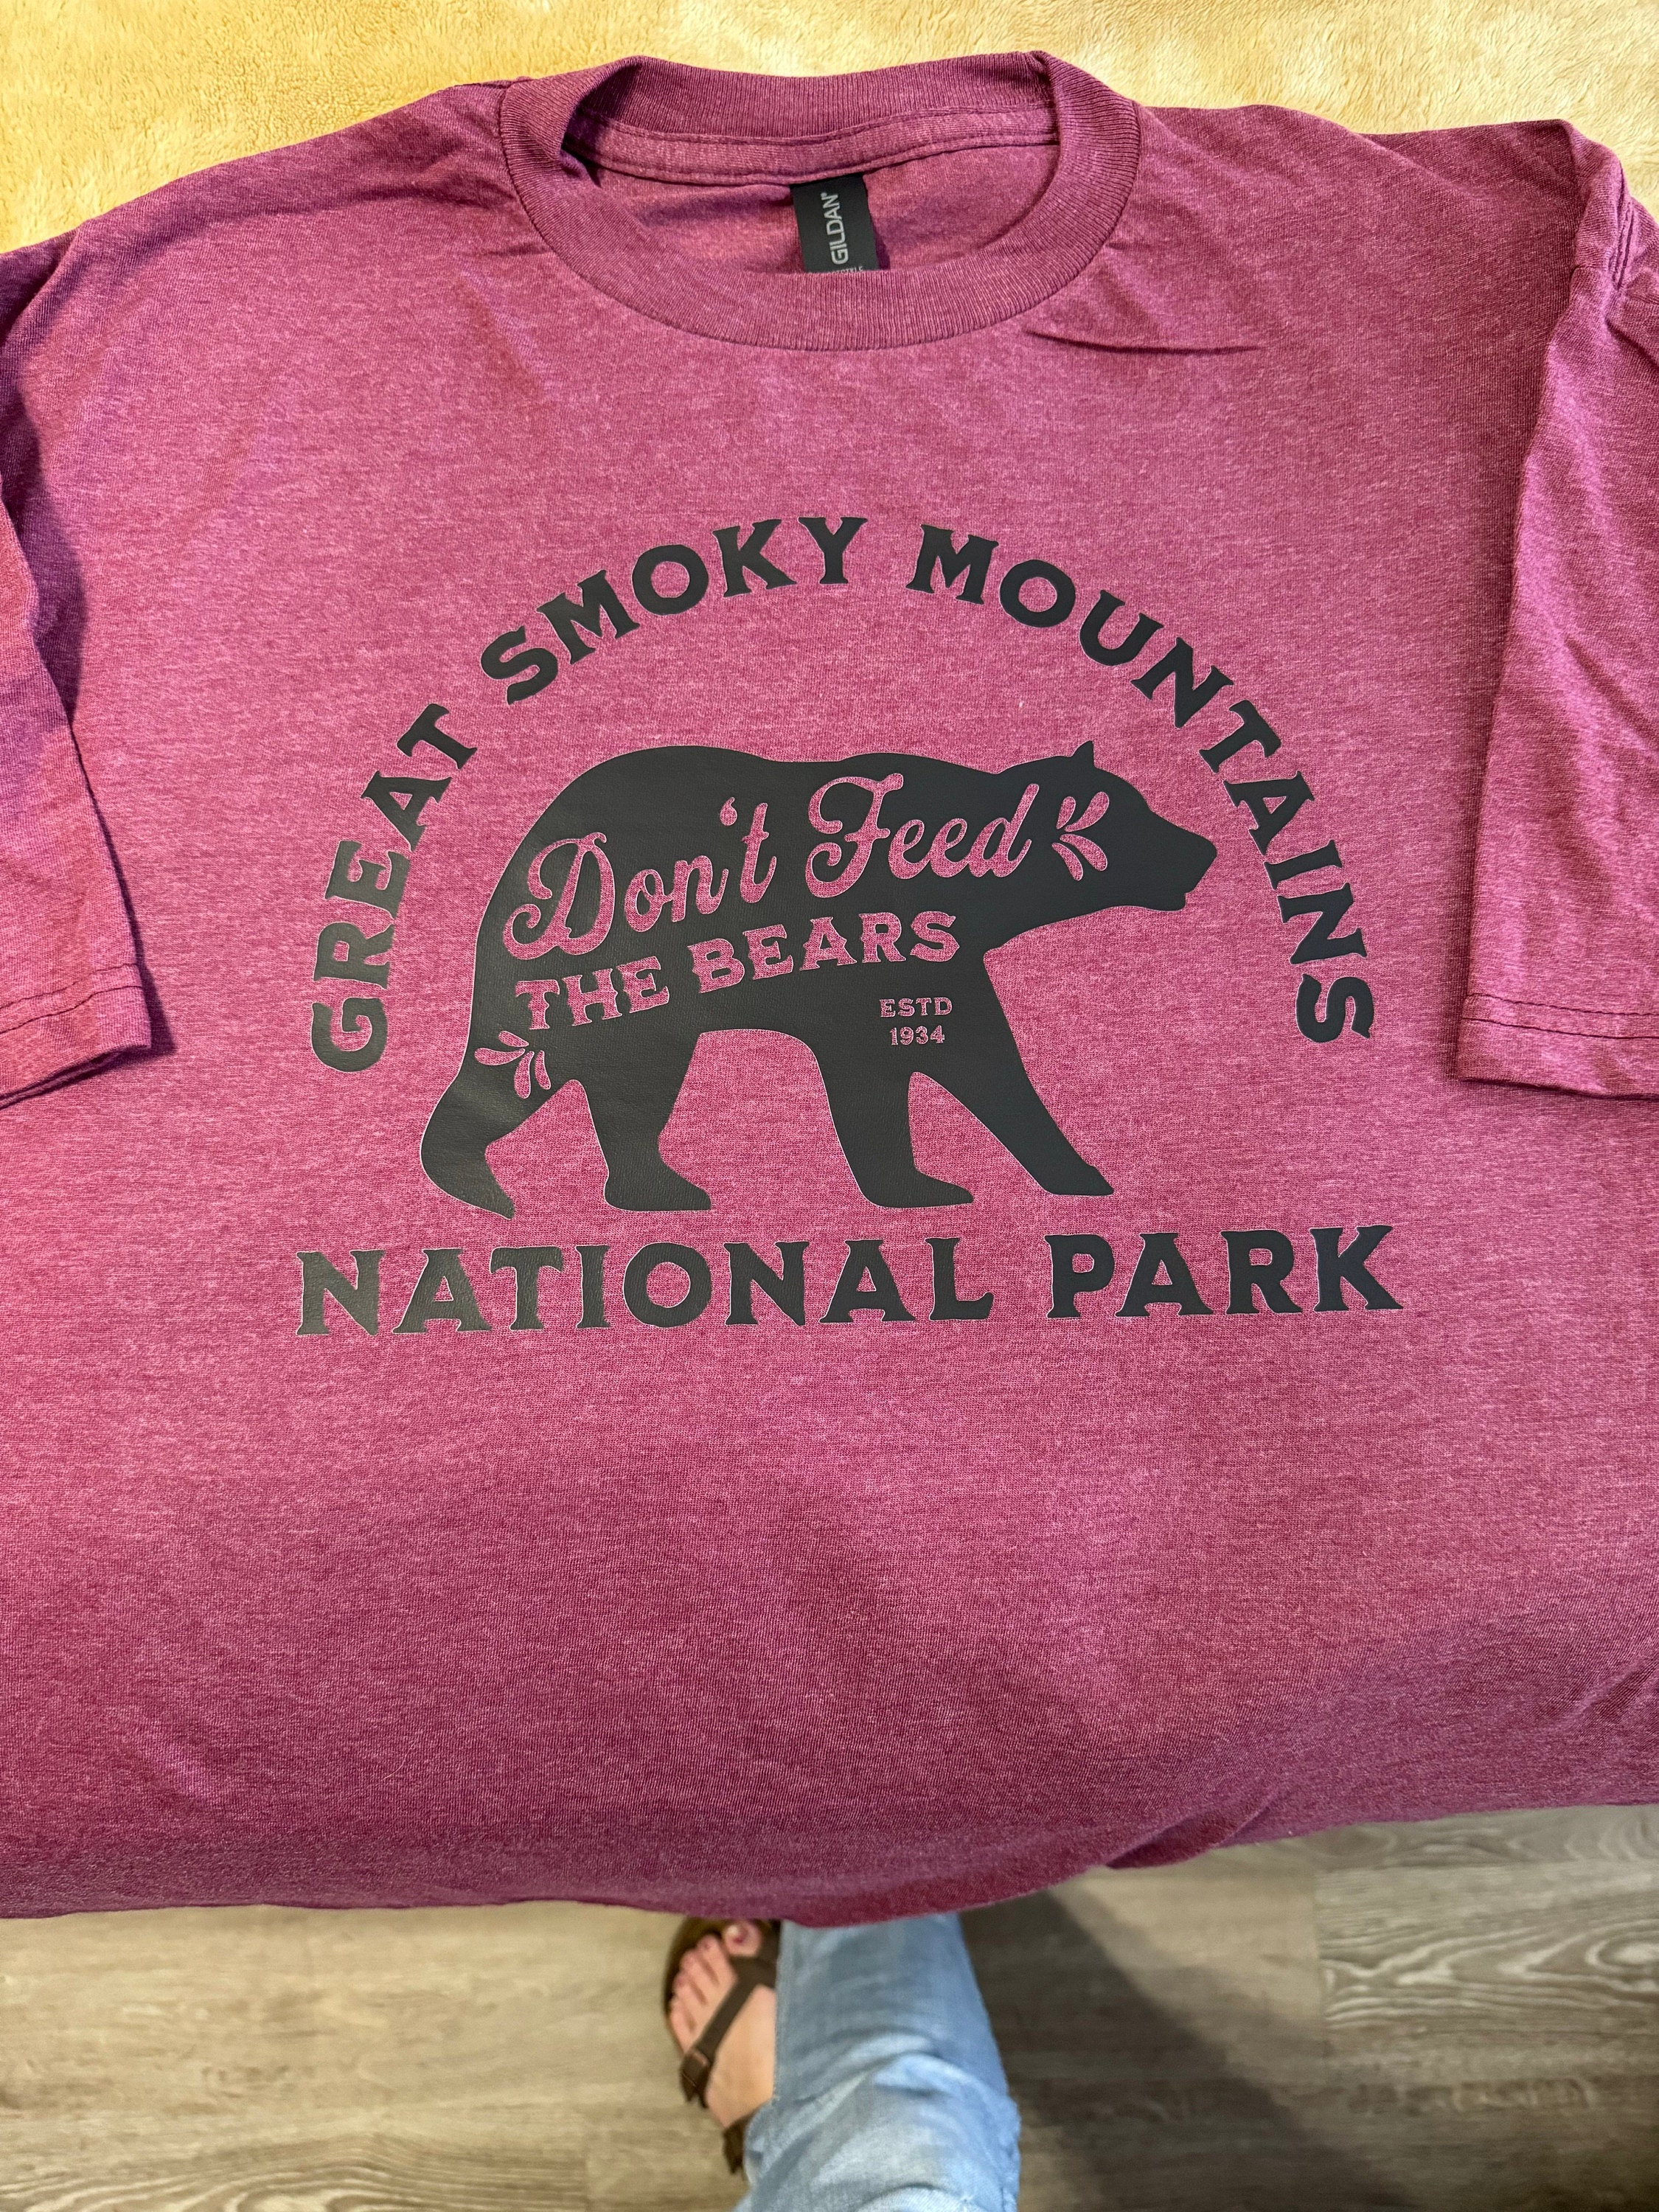 GILDAN®
GREAT SMOKY MOUNTAINS
Don't Feed
THE BEARS
ESTD
1934
NATIONAL PARK